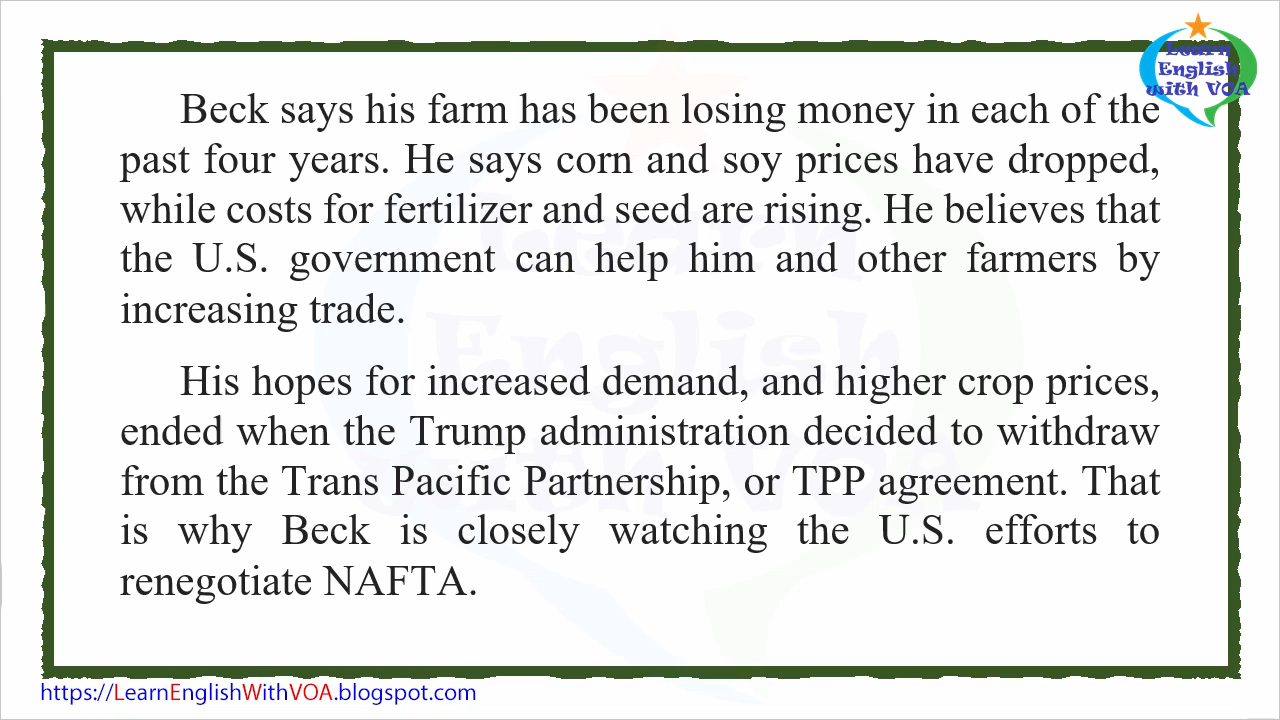 Learn
English
with VOA
Beck says his farm has been losing money in each of the
past four years. He says corn and soy prices have dropped,
while costs for fertilizer and seed are rising. He believes that
the U.S. government can help him and other farmers by
increasing trade.
His hopes for increased demand, and higher crop prices,
ended when the Trump administration decided to withdraw
from the Trans Pacific Partnership, or TPP agreement. That
is why Beck is closely watching the U.S. efforts to
renegotiate NAFTA.
Learn
English
with VOA
https://LearnEnglishWithVOA.blogspot.com